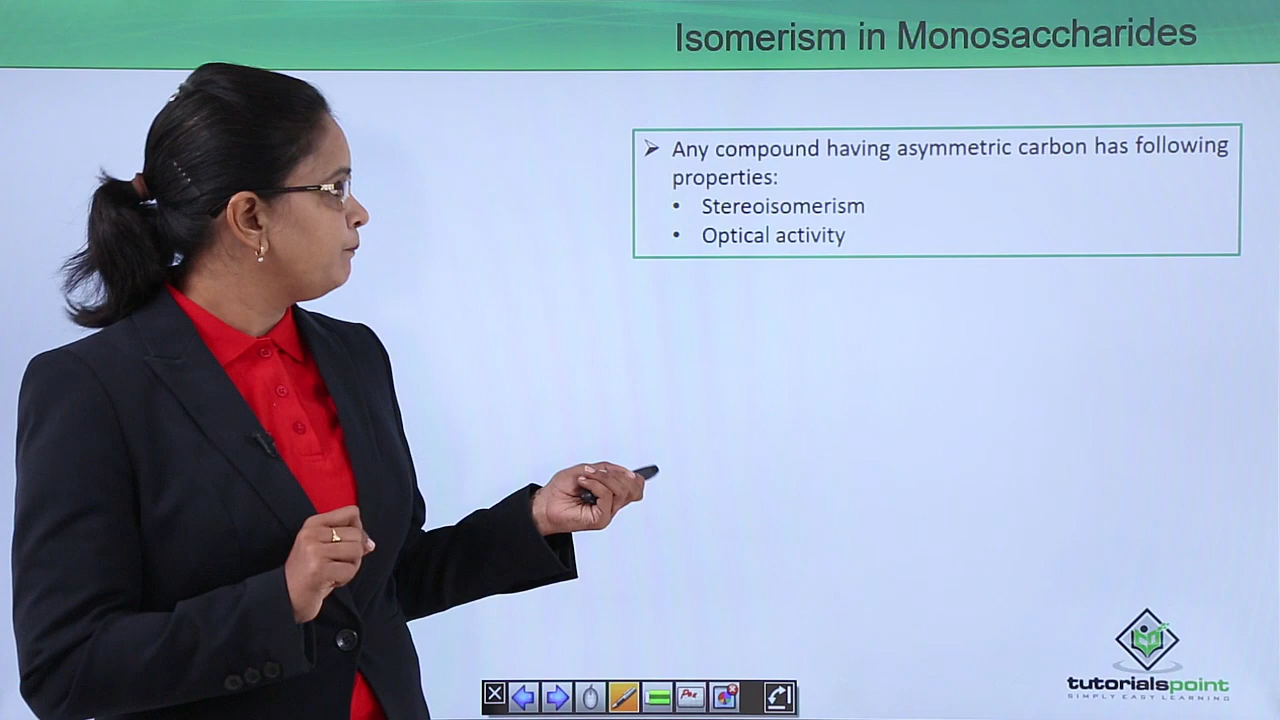 Isomerism in Monosaccharides
➢ Any compound having asymmetric carbon has following
properties:
• Stereoisomerism
• Optical activity
tutorialspoint
SIMPLY EASY LEARNING